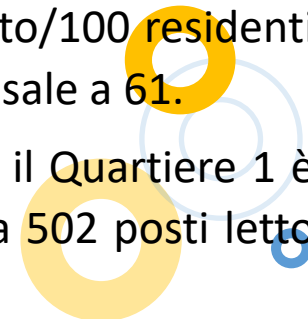 to/100 residenti
sale a 61.
il Quartiere 1 è
a 502 posti letto